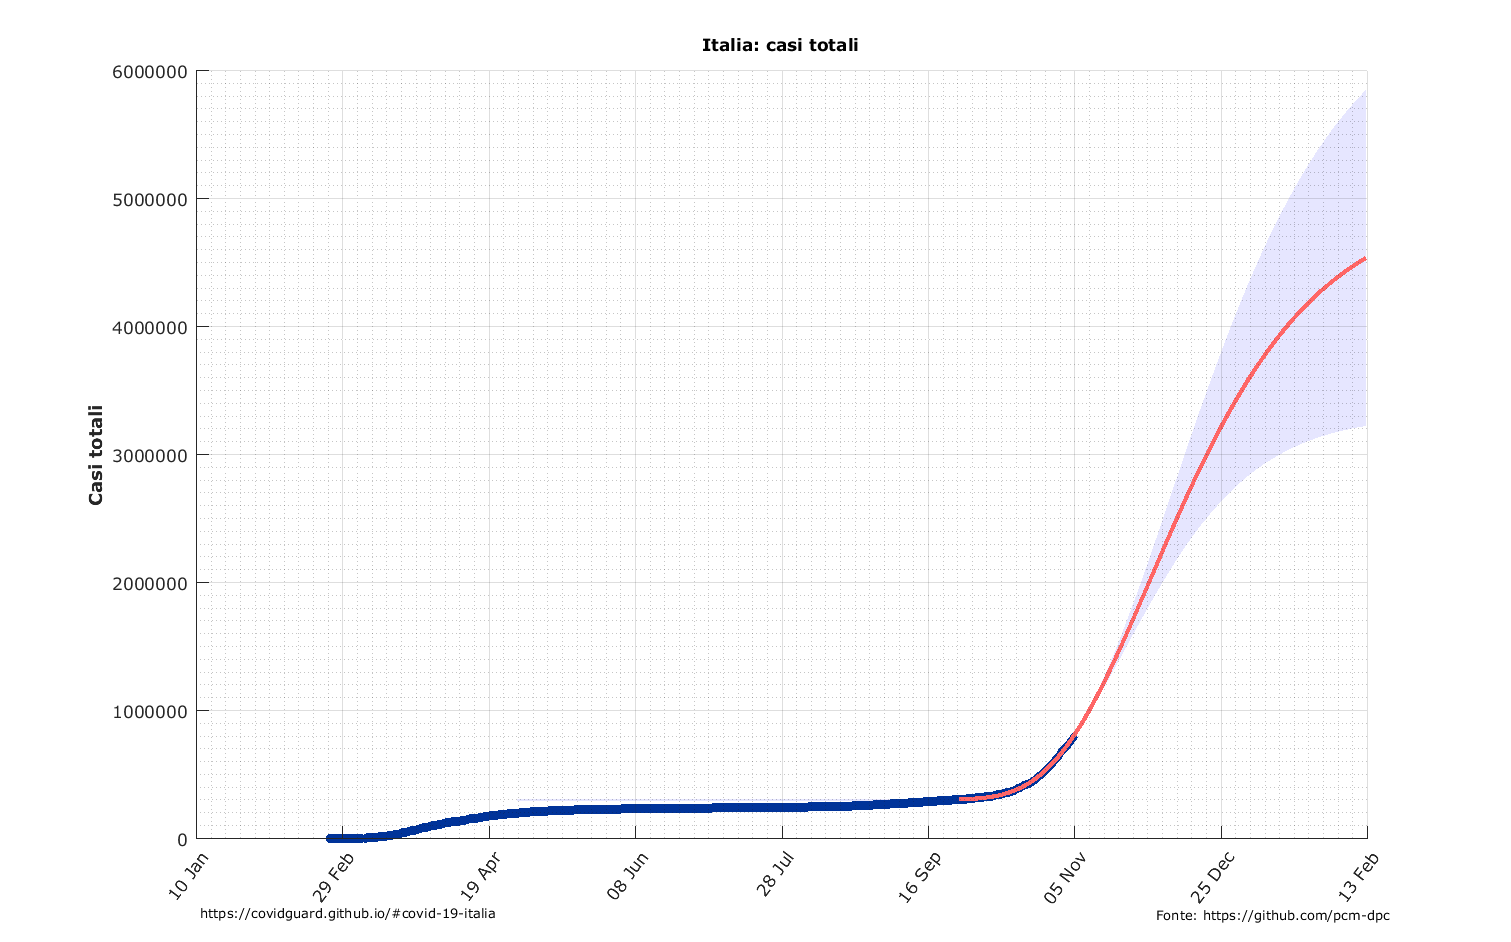 Italia: casi totali
Casi totali
6000000
5000000
4000000
3000000
2000000
1000000
0
10 Jan
29 Feb
19 Apr
08 Jun
28 Jul
16 Sep
05 Nov
25 Dec
13 Feb
https://covidguard.github.io/#covid-19-italia
Fonte: https://github.com/pcm-dpc